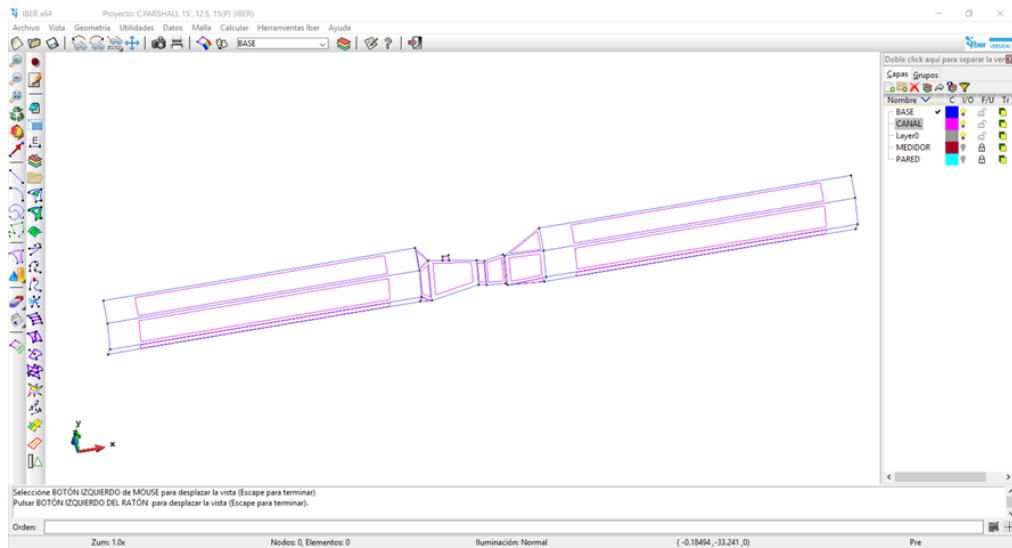 IBER x64 Proyecto: C.PARSHALL 15', 12.5, 15(P) (IBER)
Archivo Vista Geometría Utilidades Datos Malla Calcular Herramientas Iber Ayuda
BASE
Iber
Doble click aqui para separar la ver
Capas Grupos
Nombre C I/O F/U Tr
BASE
CANAL
Layer0
MEDIDOR
PARED
E
y
x
Seleccióne BOTÓN IZQUIERDO de MOUSE para desplazar la vista (Escape para terminar)
Pulsar BOTÓN IZQUIERDO DEL RATÓN para desplazar la vista (Escape para terminar).
Orden:
Zum: 1.0x Nodos: 0, Elementos: 0 Iluminación: Normal ( -0.18494 ,-33.241 ,0) Pre